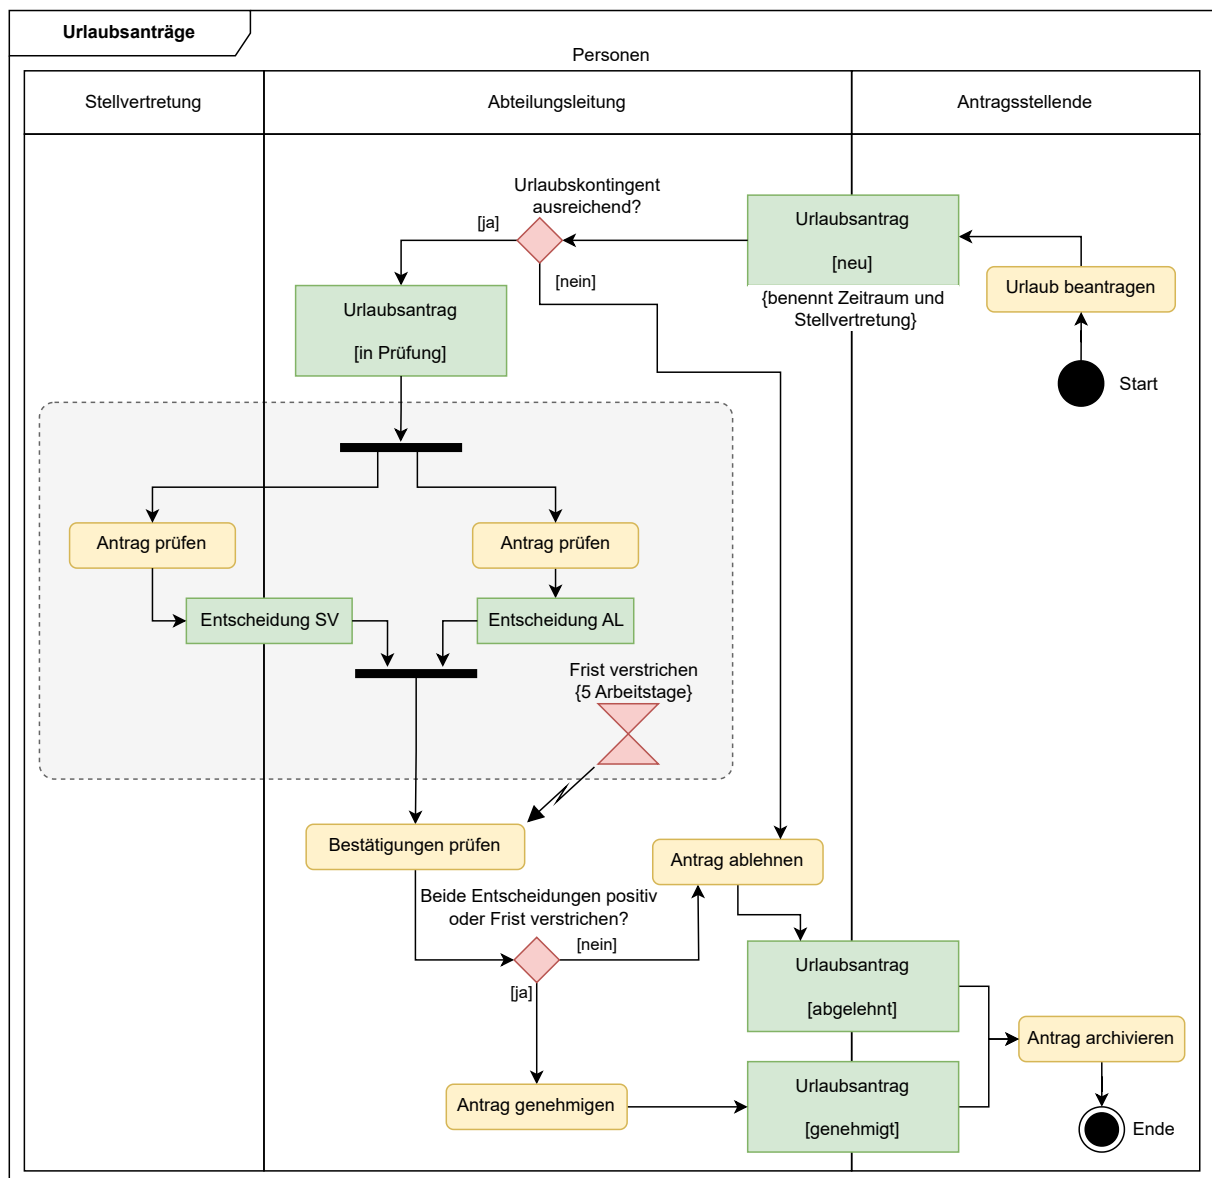 Urlaubsanträge
Personen
Stellvertretung
Abteilungsleitung
Antragsstellende
Urlaubskontingent
ausreichend?
[ja]
[nein]
Urlaubsantrag
[neu]
{benennt Zeitraum und
Stellvertretung}
Urlaub beantragen
Start
Urlaubsantrag
[in Prüfung]
Antrag prüfen
Antrag prüfen
Entscheidung SV
Entscheidung AL
Frist verstrichen
{5 Arbeitstage}
Bestätigungen prüfen
Antrag ablehnen
Beide Entscheidungen positiv
oder Frist verstrichen?
[nein]
[ja]
Urlaubsantrag
[abgelehnt]
Antrag archivieren
Antrag genehmigen
Urlaubsantrag
[genehmigt]
Ende